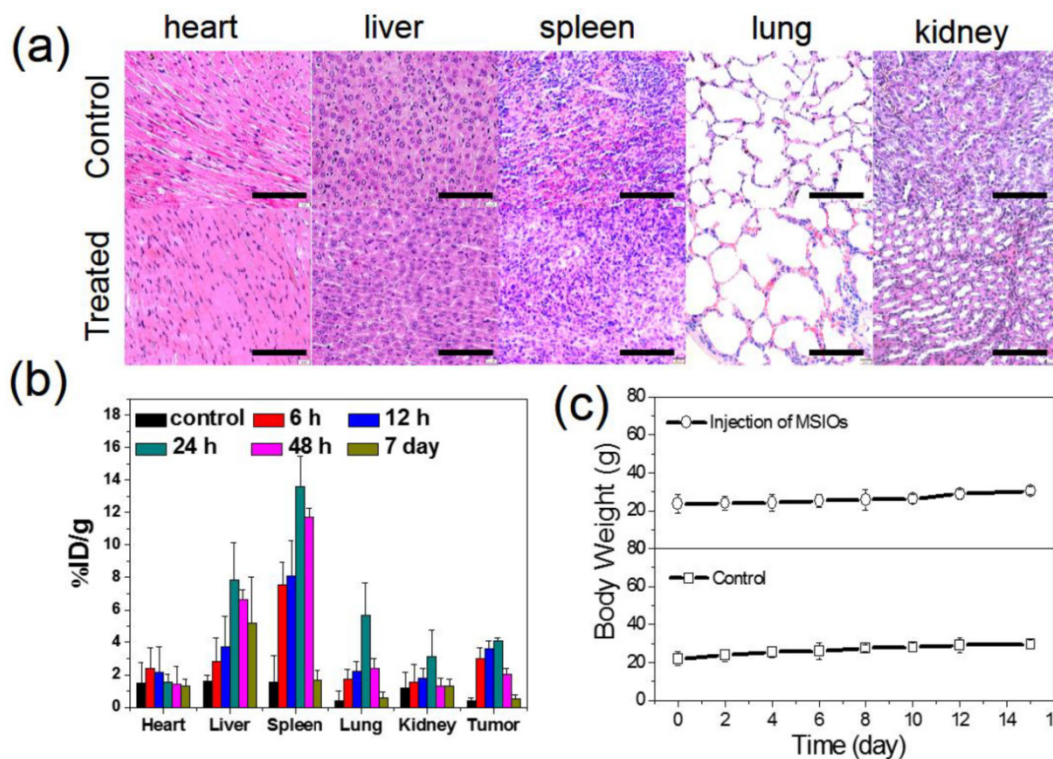 (a)
heart liver spleen lung kidney
Control
Treated
(b)
control 6 h 12 h
24 h 48 h 7 day
%ID/g
18
16
14
12
10
8
6
4
2
0
Heart Liver Spleen Lung Kidney Tumor
(c)
Body Weight (g)
80
60
40
20
80
60
40
20
0
Injection of MSIOs
Control
0 2 4 6 8 10 12 14 1
Time (day)